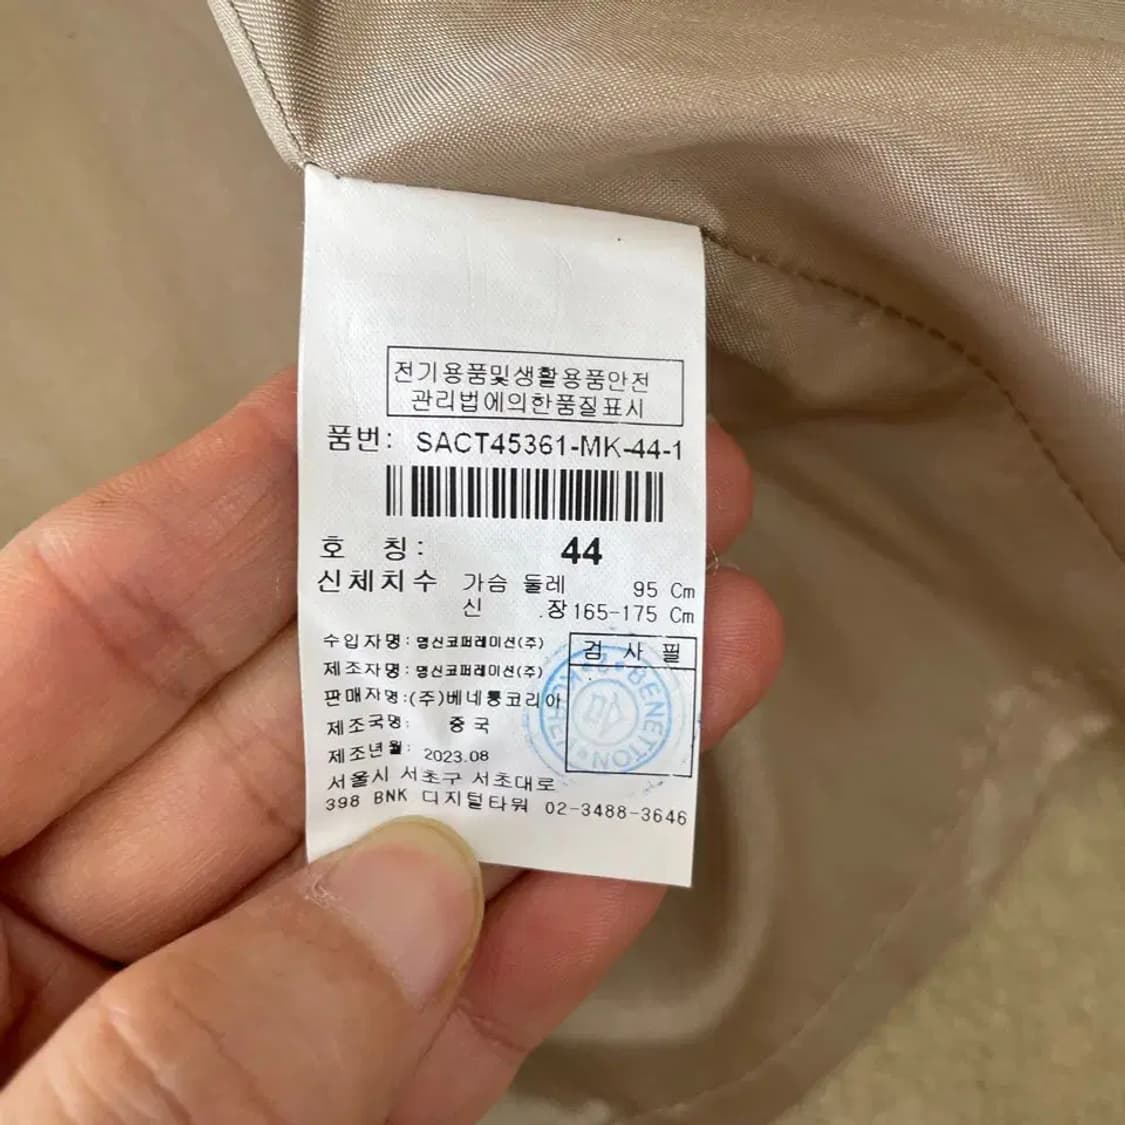 전기용품및생활용품안전
관리법에의한품질표시
품번: SACT45361-MK-44-1
호 칭: 44
신체치수 가슴 둘레 95 Cm
신 .장 165-175 Cm
수입자명: 명신코퍼레이션(주)
제조자명: 명신코퍼레이션(주)
판매자명:(주)베네통코리아
검 사 필
제조국명: 중국
제조년월: 2023.08
서울시 서초구 서초대로
398 BNK 디지털타워 02-3488-3646
BENETTON